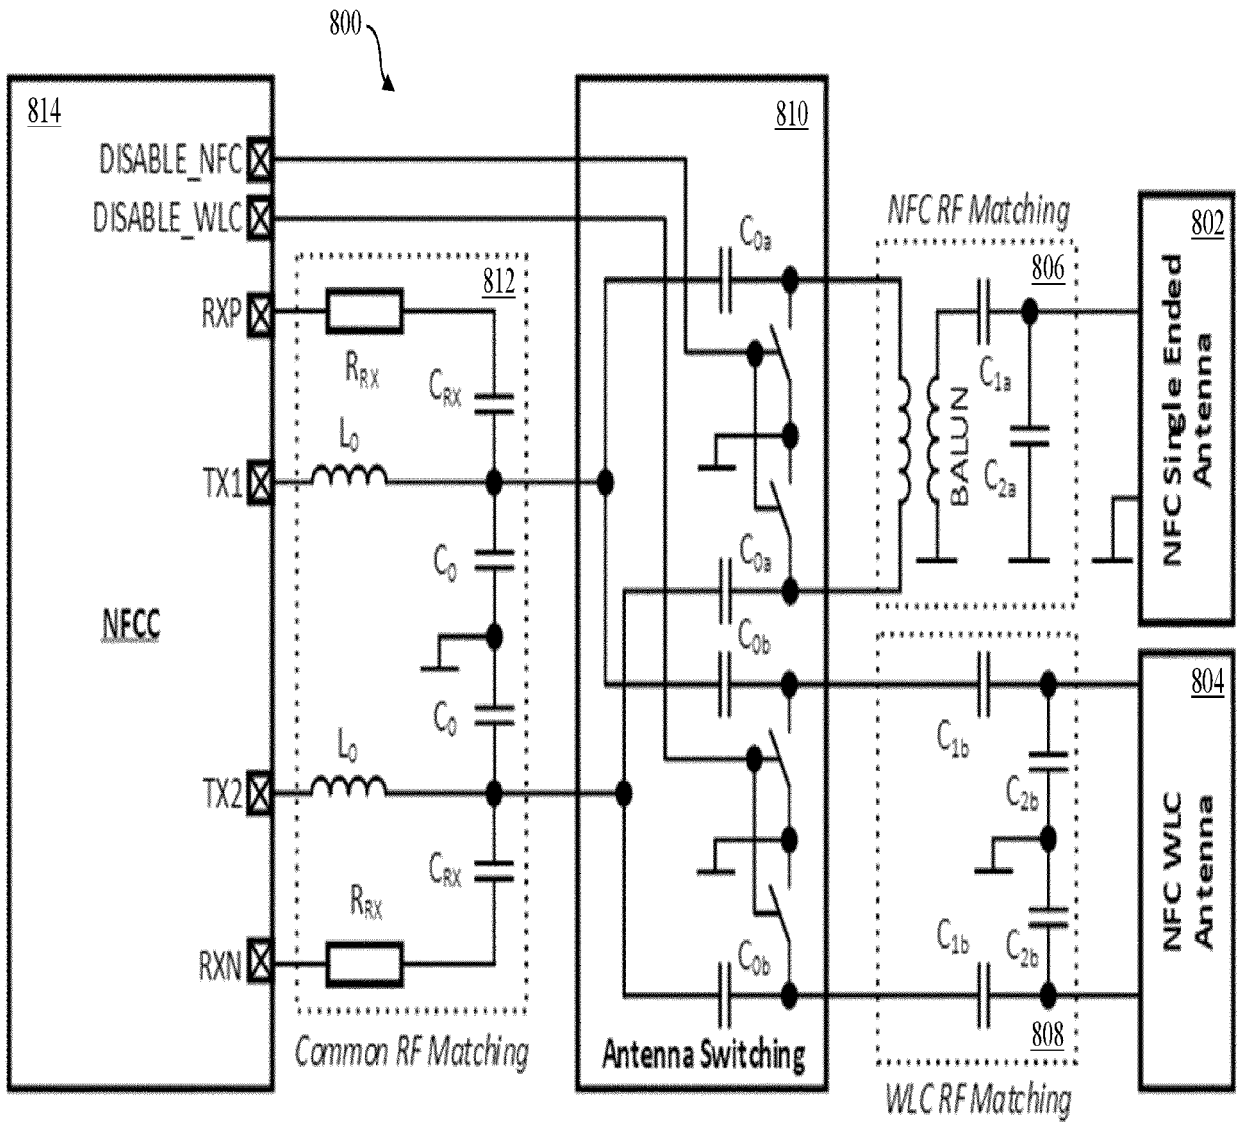 800
814
DISABLE_NFC
DISABLE_WLC
RXP
TX1
NFCC
TX2
RXN
812
RRX
CRX
L0
C0
C0
L0
CRX
RRX
Common RF Matching
810
C0a
C0a
C0b
C0b
Antenna Switching
NFC RF Matching
806
C1a
BALUN
C2a
C1b
C2b
C1b
C2b
808
WLC RF Matching
802
NFC Single Ended
Antenna
804
NFC WLC
Antenna